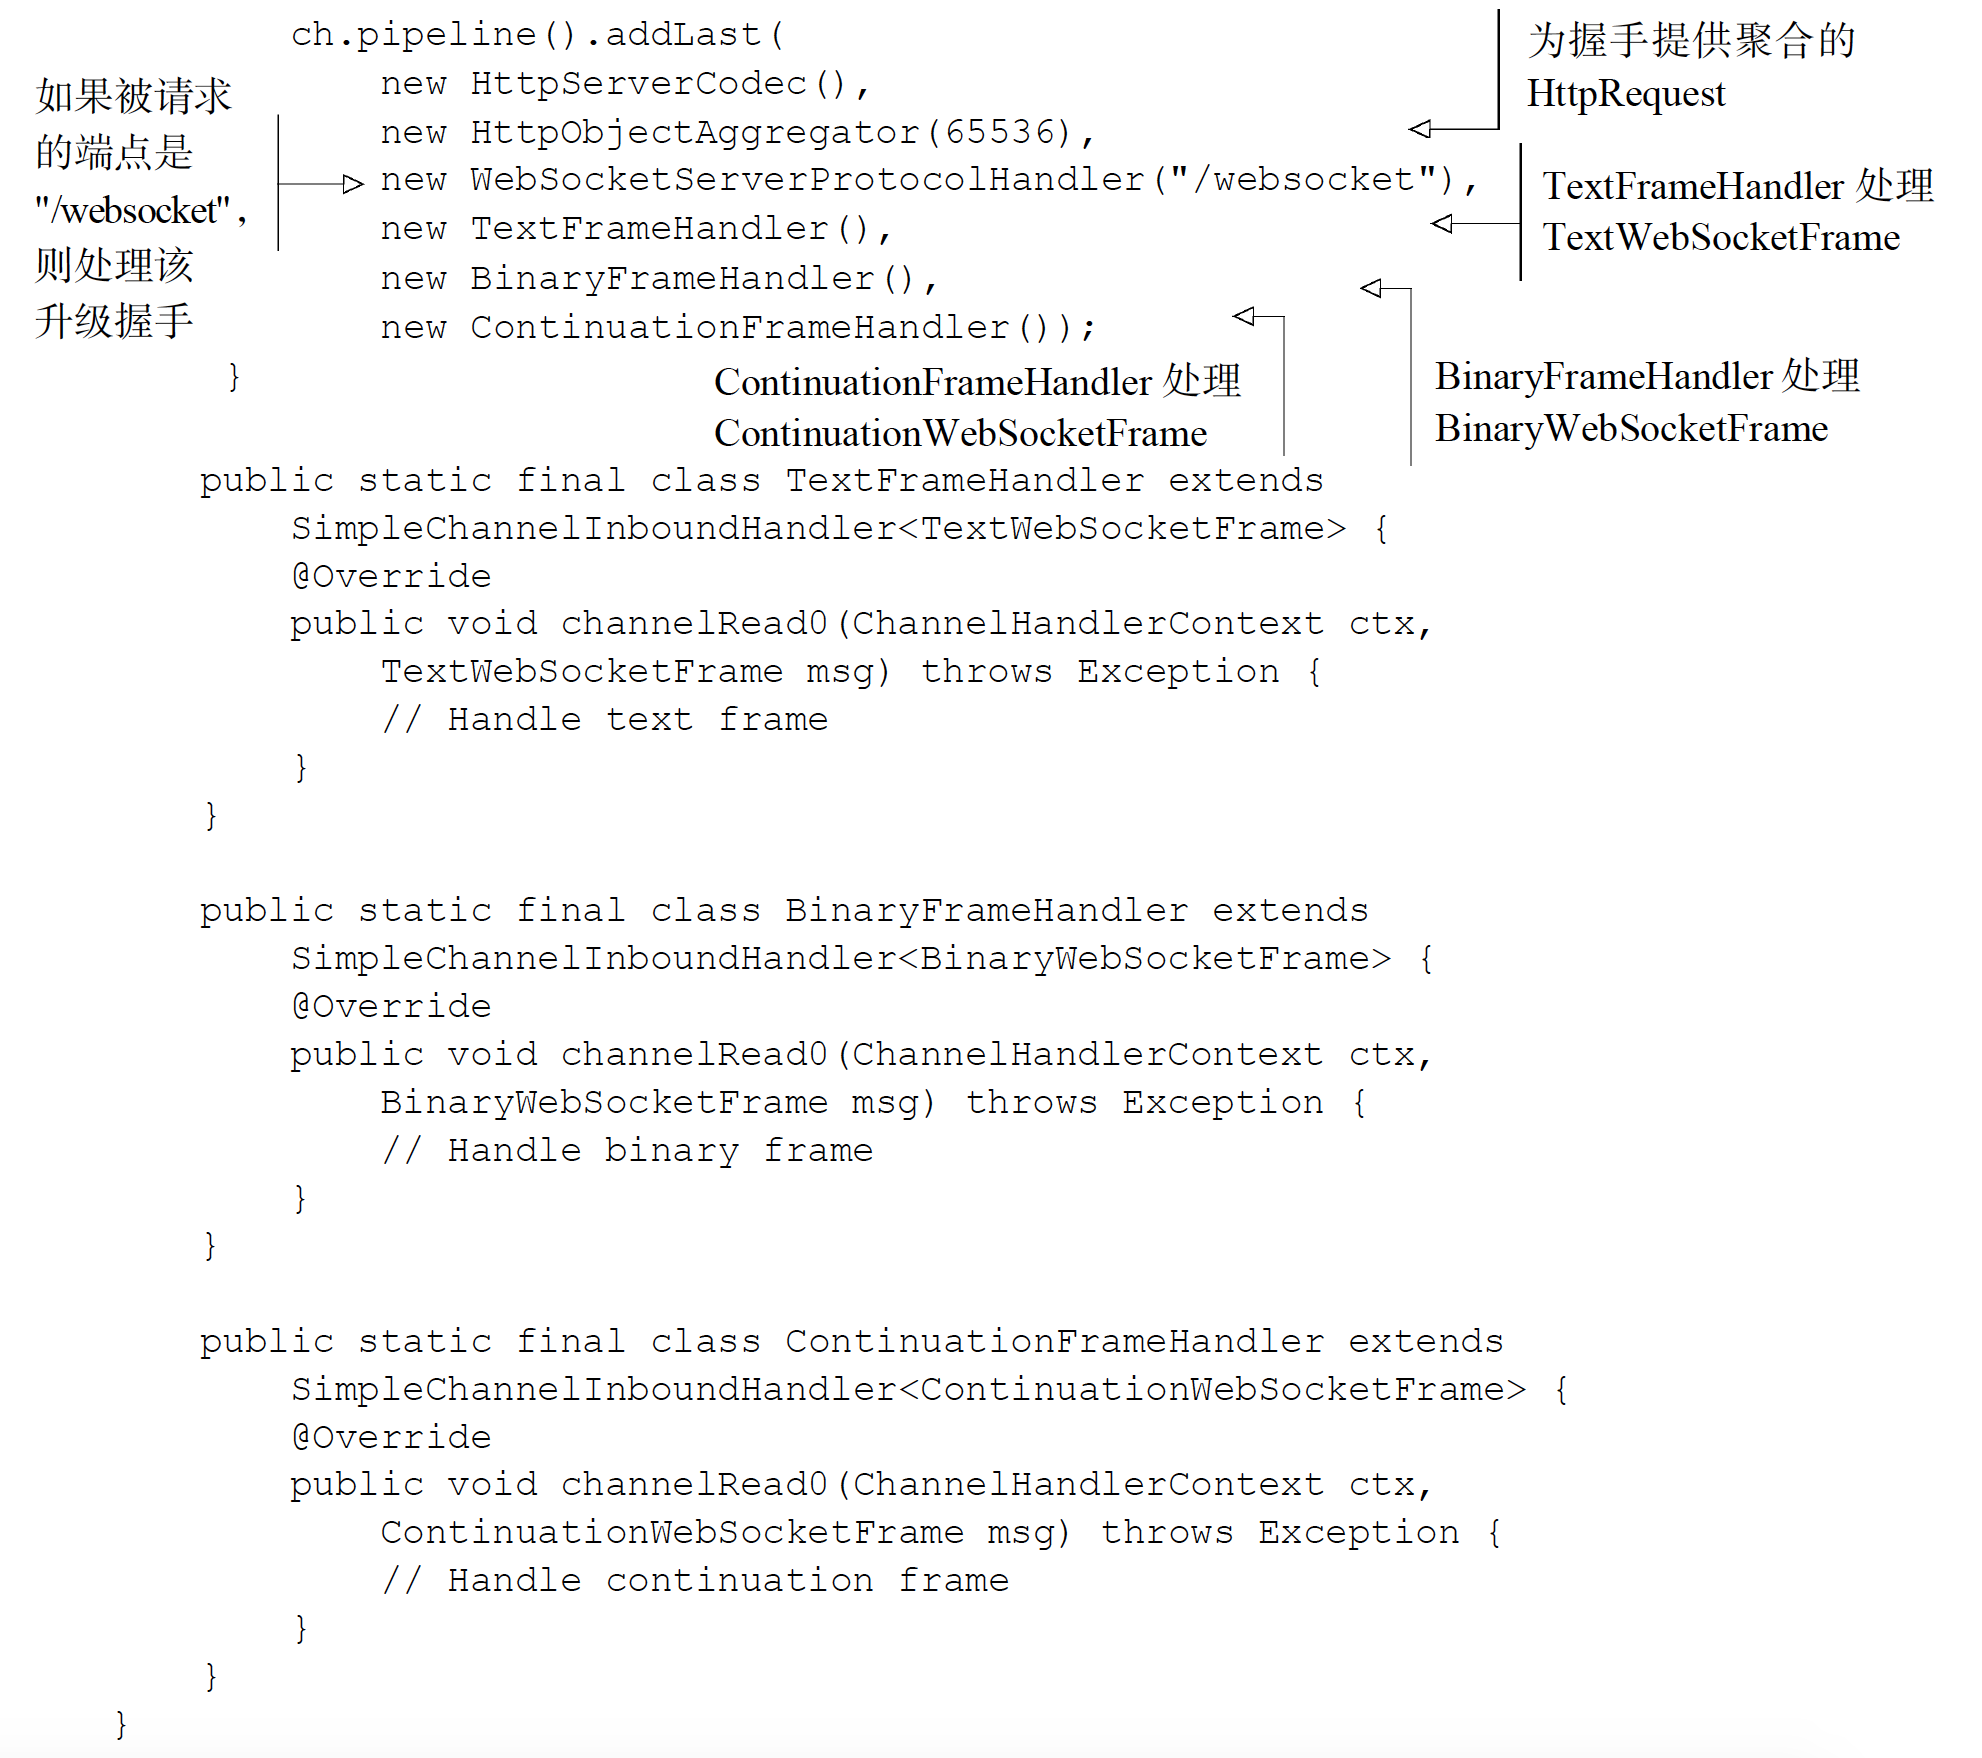 ch.pipeline().addLast(
new HttpServerCodec(),
new HttpObjectAggregator(65536),
new WebSocketServerProtocolHandler("/websocket"),
new TextFrameHandler(),
new BinaryFrameHandler(),
new ContinuationFrameHandler());
}
如果被请求
的端点是
"/websocket"，
则处理该
升级握手
为握手提供聚合的
HttpRequest
TextFrameHandler 处理
TextWebSocketFrame
ContinuationFrameHandler 处理
ContinuationWebSocketFrame
BinaryFrameHandler 处理
BinaryWebSocketFrame
public static final class TextFrameHandler extends
SimpleChannelInboundHandler<TextWebSocketFrame> {
@Override
public void channelRead0(ChannelHandlerContext ctx,
TextWebSocketFrame msg) throws Exception {
// Handle text frame
}
}
public static final class BinaryFrameHandler extends
SimpleChannelInboundHandler<BinaryWebSocketFrame> {
@Override
public void channelRead0(ChannelHandlerContext ctx,
BinaryWebSocketFrame msg) throws Exception {
// Handle binary frame
}
}
public static final class ContinuationFrameHandler extends
SimpleChannelInboundHandler<ContinuationWebSocketFrame> {
@Override
public void channelRead0(ChannelHandlerContext ctx,
ContinuationWebSocketFrame msg) throws Exception {
// Handle continuation frame
}
}
}